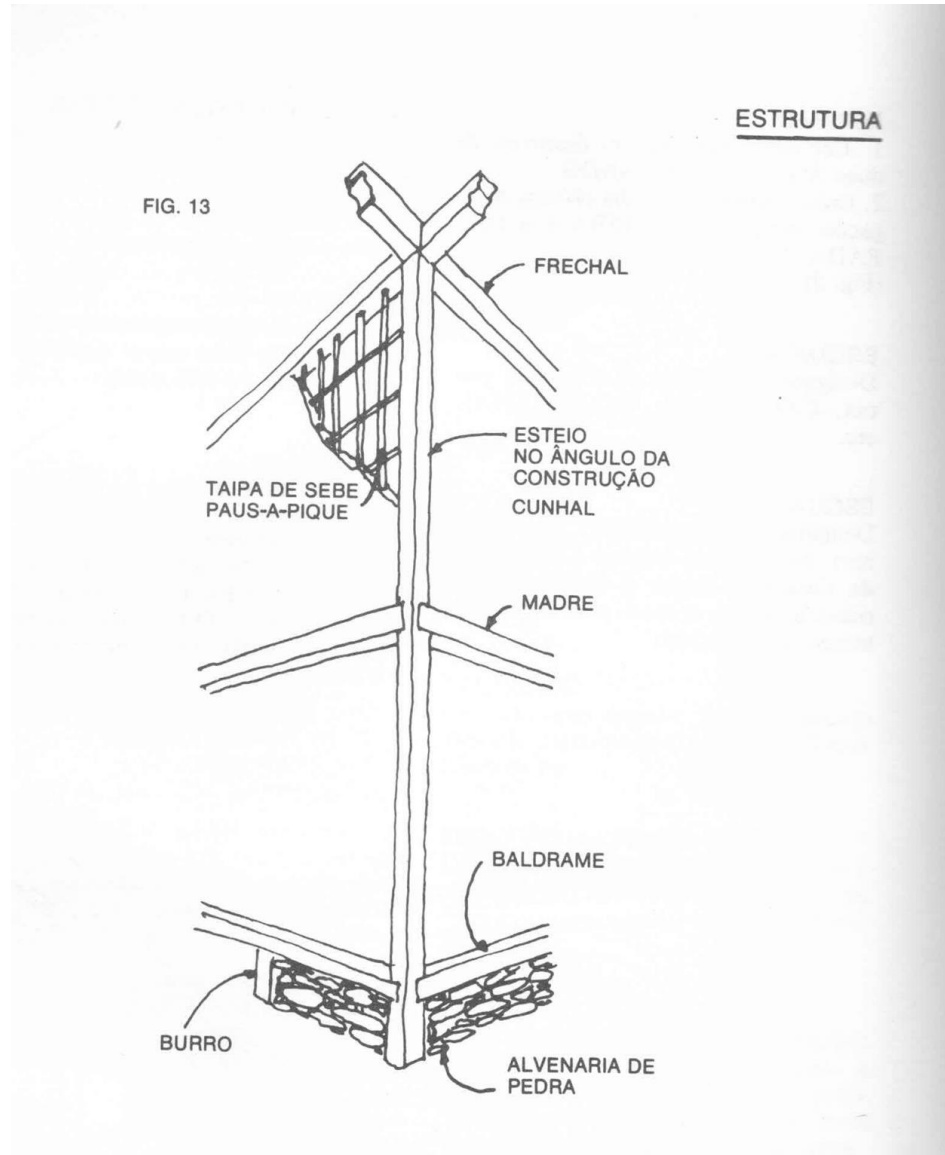 ESTRUTURA
FIG. 13
FRECHAL
ESTEIO
NO ÂNGULO DA
CONSTRUÇÃO
CUNHAL
TAIPA DE SEBE
PAUS-A-PIQUE
MADRE
BALDRAME
BURRO
ALVENARIA DE
PEDRA